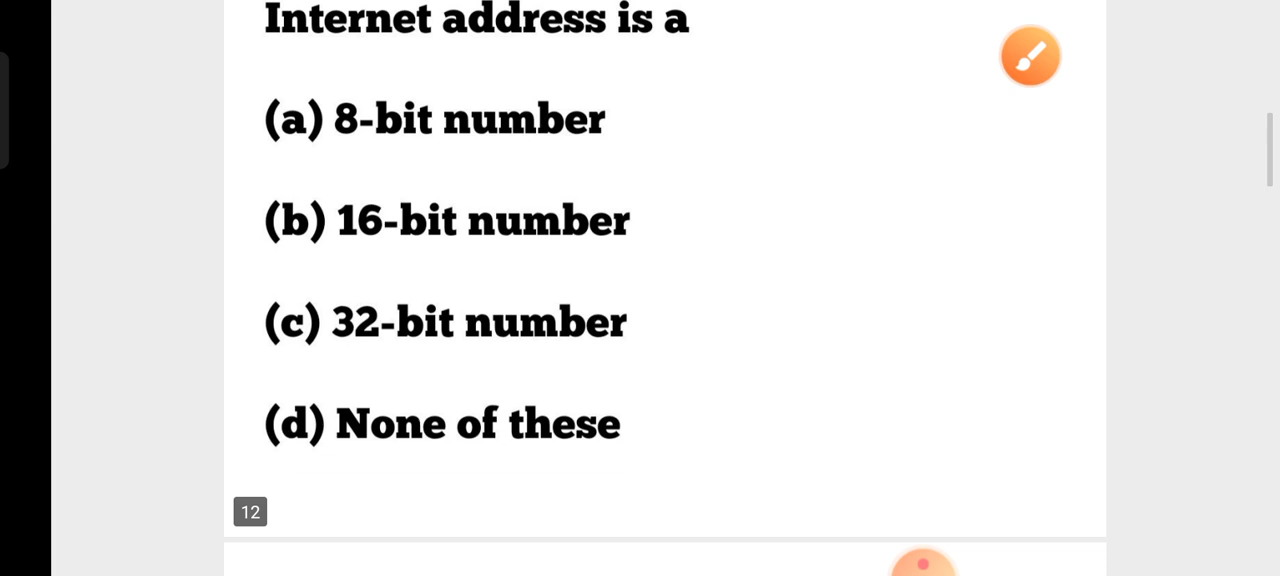 Internet address is a
(a) 8-bit number
(b) 16-bit number
(c) 32-bit number
(d) None of these
12